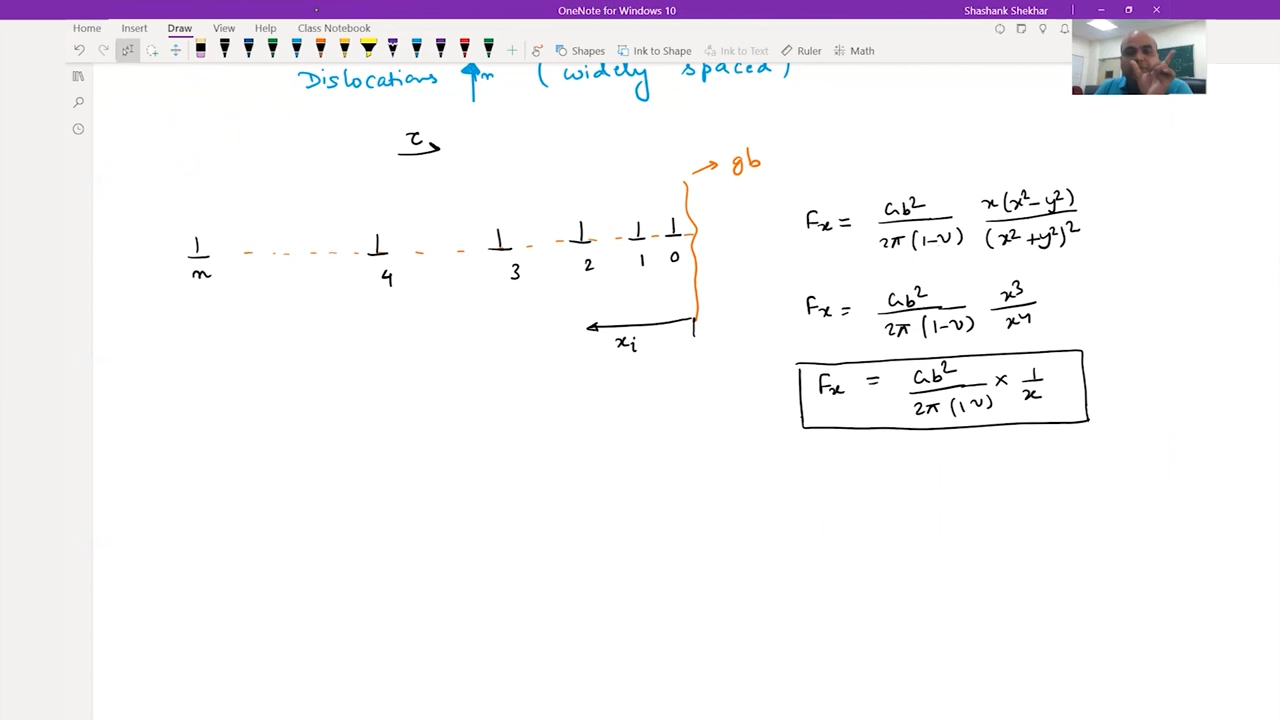 OneNote for Windows 10
Shashank Shekhar
Home Insert Draw View Help Class Notebook
Shapes Ink to Shape Ink to Text Ruler Math
Dislocations n (widely spaced)
τ
gb
⊥ ⊥ ⊥ ⊥ ⊥ ⊥
n 4 3 2 1 0
xi
Fx = Gb² / 2π(1-ν) x(x²-y²) / (x²+y²)²
Fx = Gb² / 2π(1-ν) x³ / x⁴
Fx = Gb² / 2π(1-ν) × 1 / x